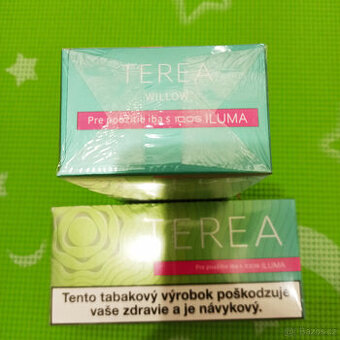 TEREA
WILLOW
Pre použitie iba s IQOS ILUMA
TEREA
Pre použitie iba s IQOS ILUMA
Tento tabakový výrobok poškodzuje
vaše zdravie a je návykový.